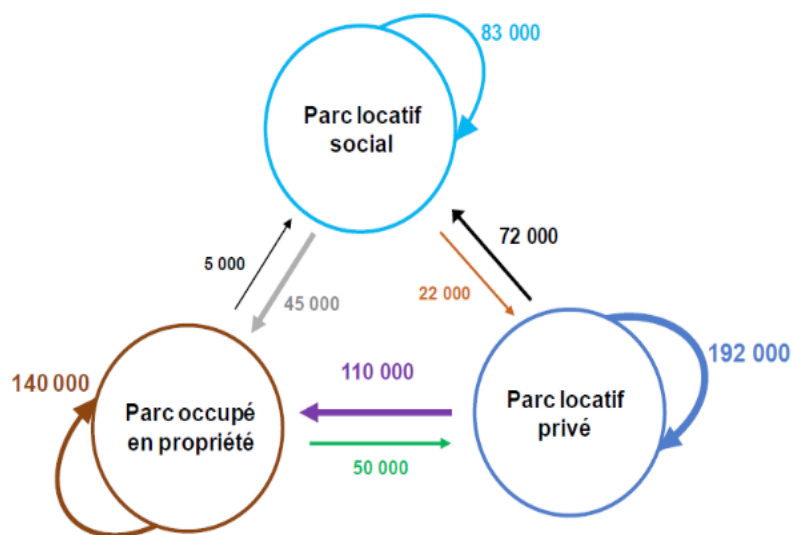 83 000
Parc locatif
social
5 000
45 000
22 000
72 000
140 000
Parc occupé
en propriété
110 000
50 000
Parc locatif
privé
192 000